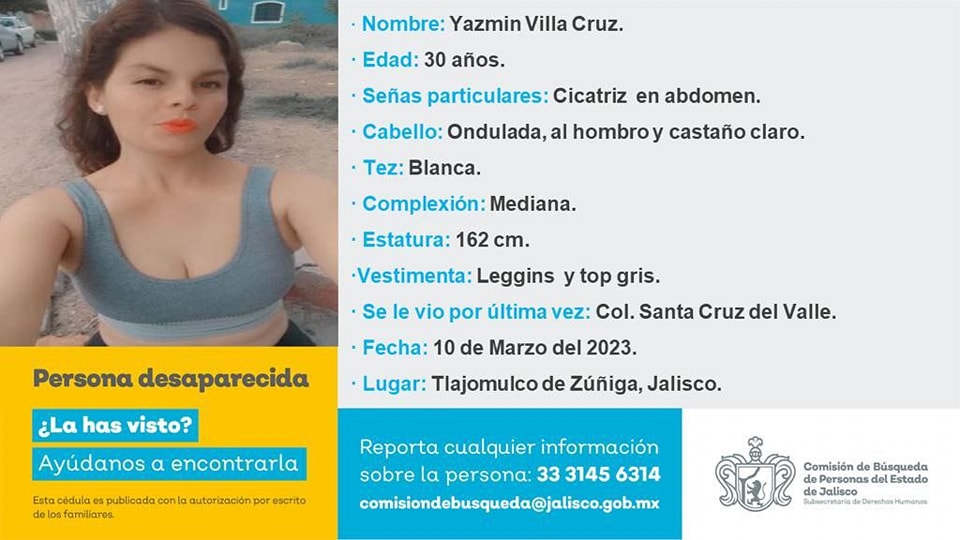 · Nombre: Yazmin Villa Cruz.
· Edad: 30 años.
· Señas particulares: Cicatriz en abdomen.
· Cabello: Ondulada, al hombro y castaño claro.
· Tez: Blanca.
· Complexión: Mediana.
· Estatura: 162 cm.
·Vestimenta: Leggins y top gris.
· Se le vio por última vez: Col. Santa Cruz del Valle.
· Fecha: 10 de Marzo del 2023.
· Lugar: Tlajomulco de Zúñiga, Jalisco.
Persona desaparecida
¿La has visto?
Ayúdanos a encontrarla
Esta cédula es publicada con la autorización por escrito
de los familiares.
Reporta cualquier información
sobre la persona: 33 3145 6314
comisiondebusqueda@jalisco.gob.mx
Comisión de Búsqueda
de Personas del Estado
de Jalisco
Subsecretaría de Derechos Humanos